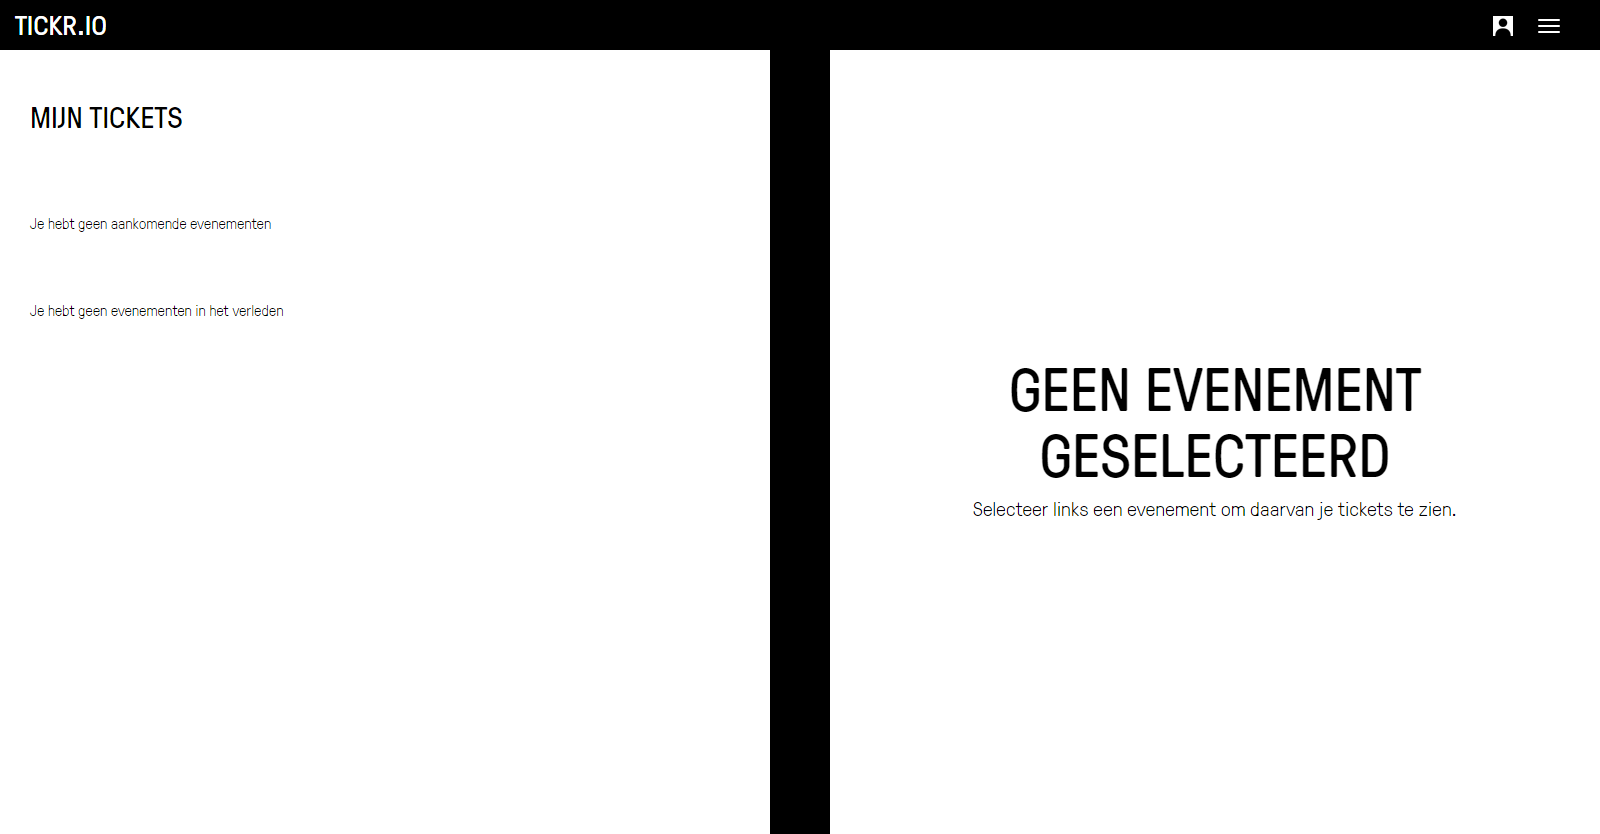 TICKR.IO
MIJN TICKETS
Je hebt geen aankomende evenementen
Je hebt geen evenementen in het verleden
GEEN EVENEMENT
GESELECTEERD
Selecteer links een evenement om daarvan je tickets te zien.